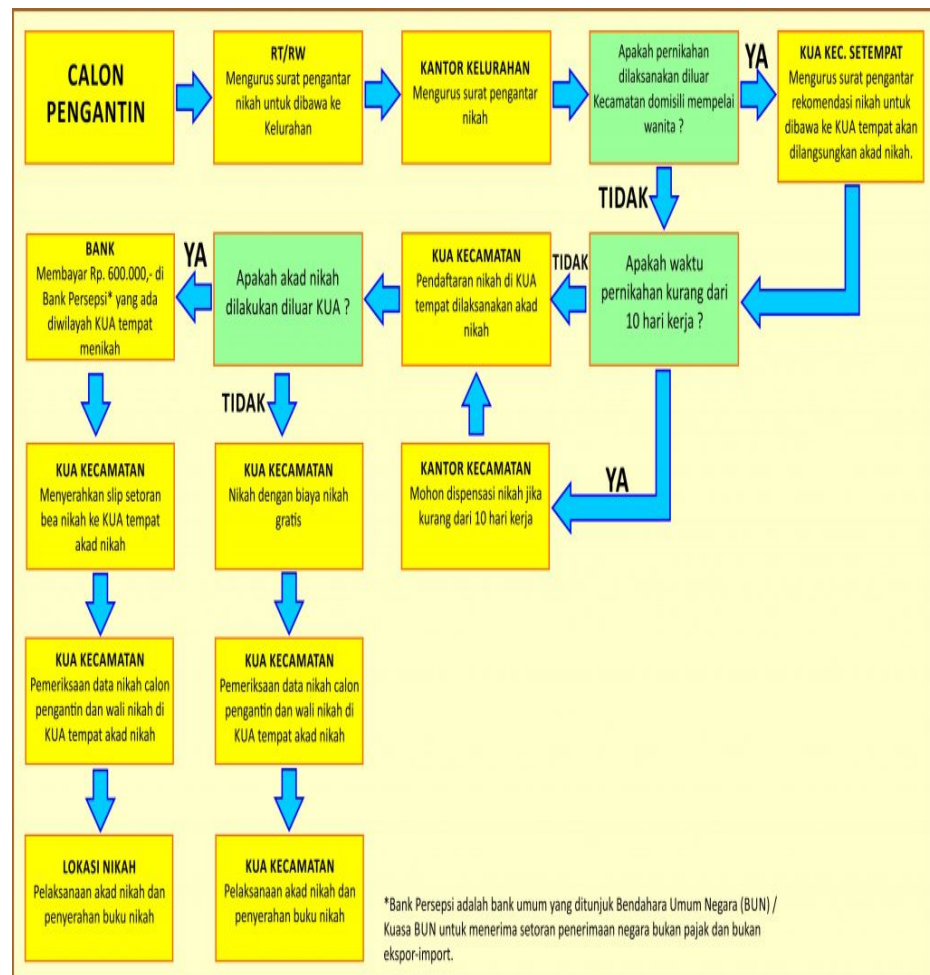 CALON
PENGANTIN
RT/RW
Mengurus surat pengantar
nikah untuk dibawa ke
Kelurahan
KANTOR KELURAHAN
Mengurus surat pengantar
nikah
Apakah pernikahan
dilaksanakan diluar
Kecamatan domisili mempelai
wanita ?
YA
KUA KEC. SETEMPAT
Mengurus surat pengantar
rekomendasi nikah untuk
dibawa ke KUA tempat akan
dilangsungkan akad nikah.
TIDAK
Apakah waktu
pernikahan kurang dari
10 hari kerja ?
TIDAK
KUA KECAMATAN
Pendaftaran nikah di KUA
tempat dilaksanakan akad
nikah
Apakah akad nikah
dilakukan diluar KUA ?
YA
BANK
Membayar Rp. 600.000,- di
Bank Persepsi* yang ada
diwilayah KUA tempat
menikah
TIDAK
YA
KANTOR KECAMATAN
Mohon dispensasi nikah jika
kurang dari 10 hari kerja
KUA KECAMATAN
Nikah dengan biaya nikah
gratis
KUA KECAMATAN
Menyerahkan slip setoran
bea nikah ke KUA tempat
akad nikah
KUA KECAMATAN
Pemeriksaan data nikah calon
pengantin dan wali nikah di
KUA tempat akad nikah
KUA KECAMATAN
Pemeriksaan data nikah calon
pengantin dan wali nikah di
KUA tempat akad nikah
LOKASI NIKAH
Pelaksanaan akad nikah dan
penyerahan buku nikah
KUA KECAMATAN
Pelaksanaan akad nikah dan
penyerahan buku nikah
*Bank Persepsi adalah bank umum yang ditunjuk Bendahara Umum Negara (BUN) /
Kuasa BUN untuk menerima setoran penerimaan negara bukan pajak dan bukan
ekspor-import.